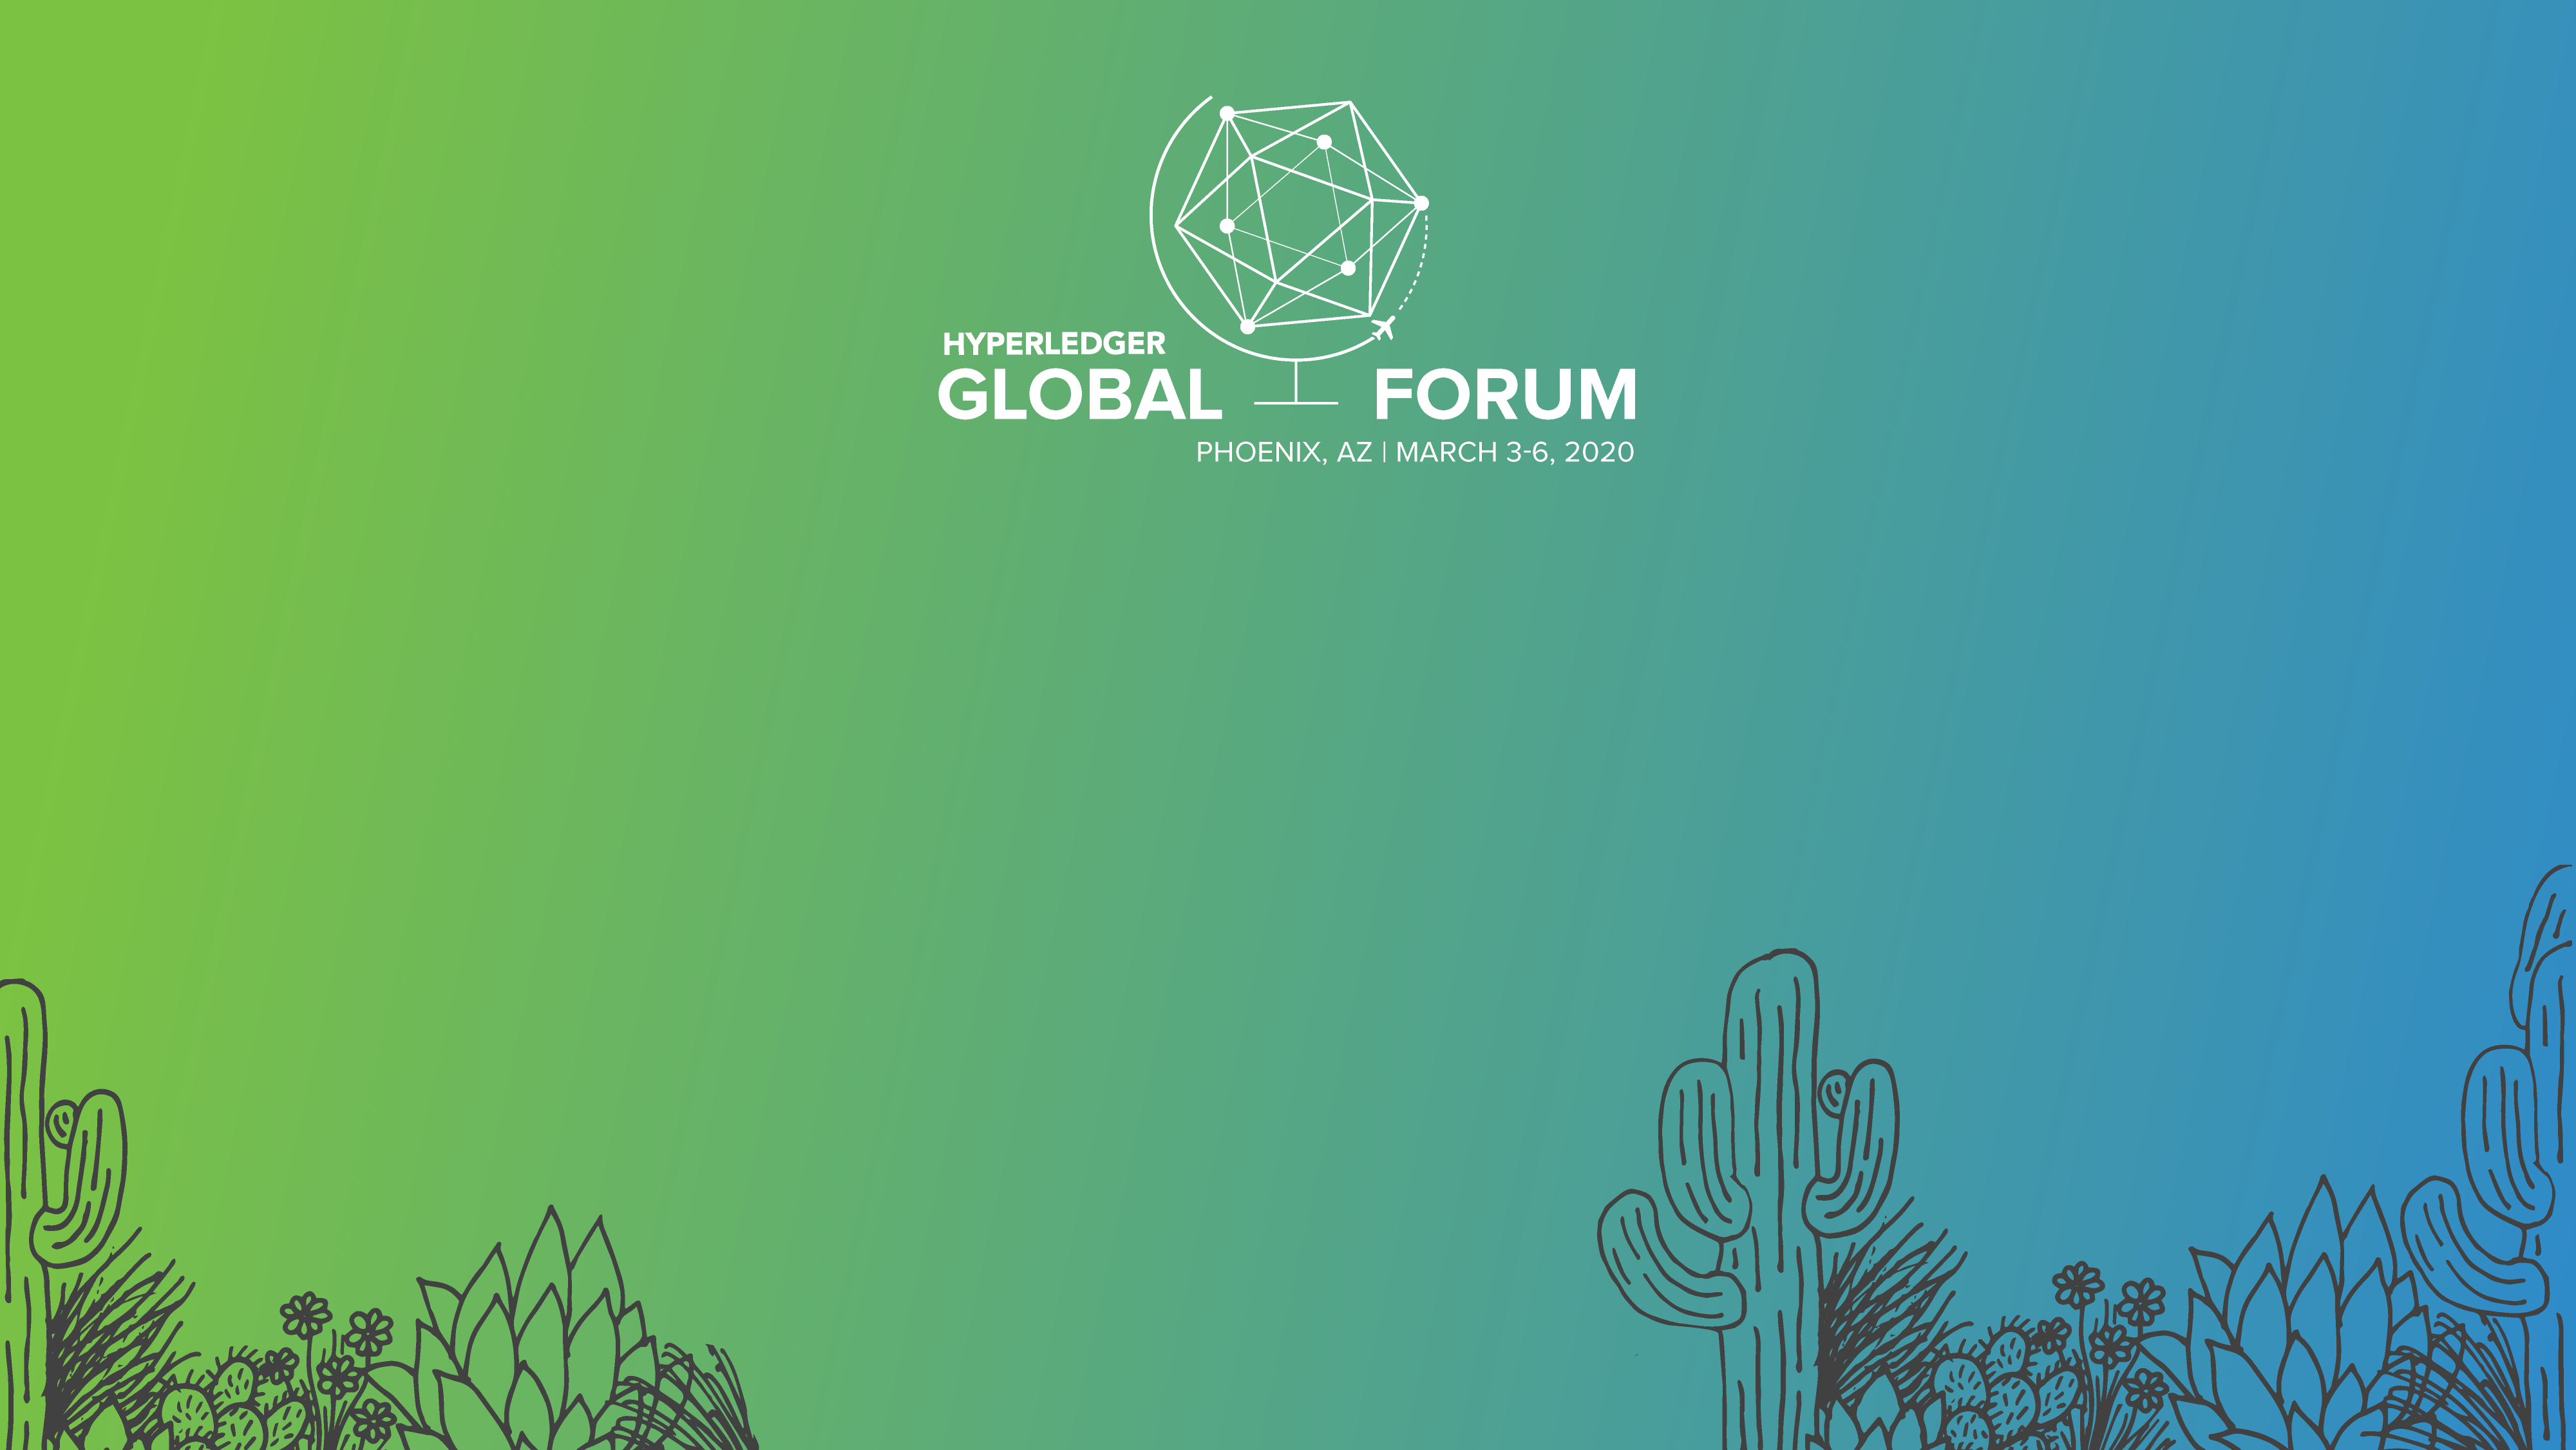 HYPERLEDGER
GLOBAL FORUM
PHOENIX, AZ | MARCH 3-6, 2020